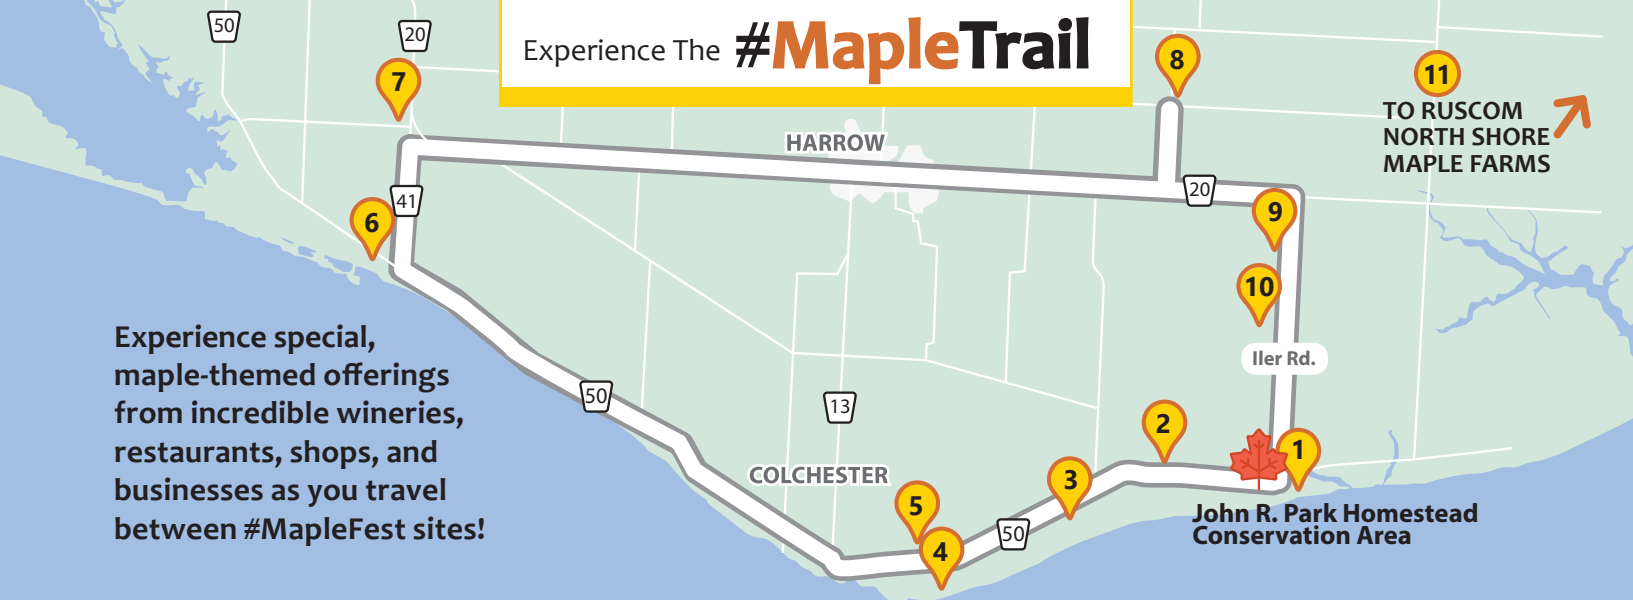 Experience The #MapleTrail
50
20
7
8
11
TO RUSCOM
NORTH SHORE
MAPLE FARMS
HARROW
20
41
6
9
10
Iler Rd.
Experience special,
maple-themed offerings
from incredible wineries,
restaurants, shops, and
businesses as you travel
between #MapleFest sites!
50
13
COLCHESTER
2
1
3
5
4
50
John R. Park Homestead
Conservation Area